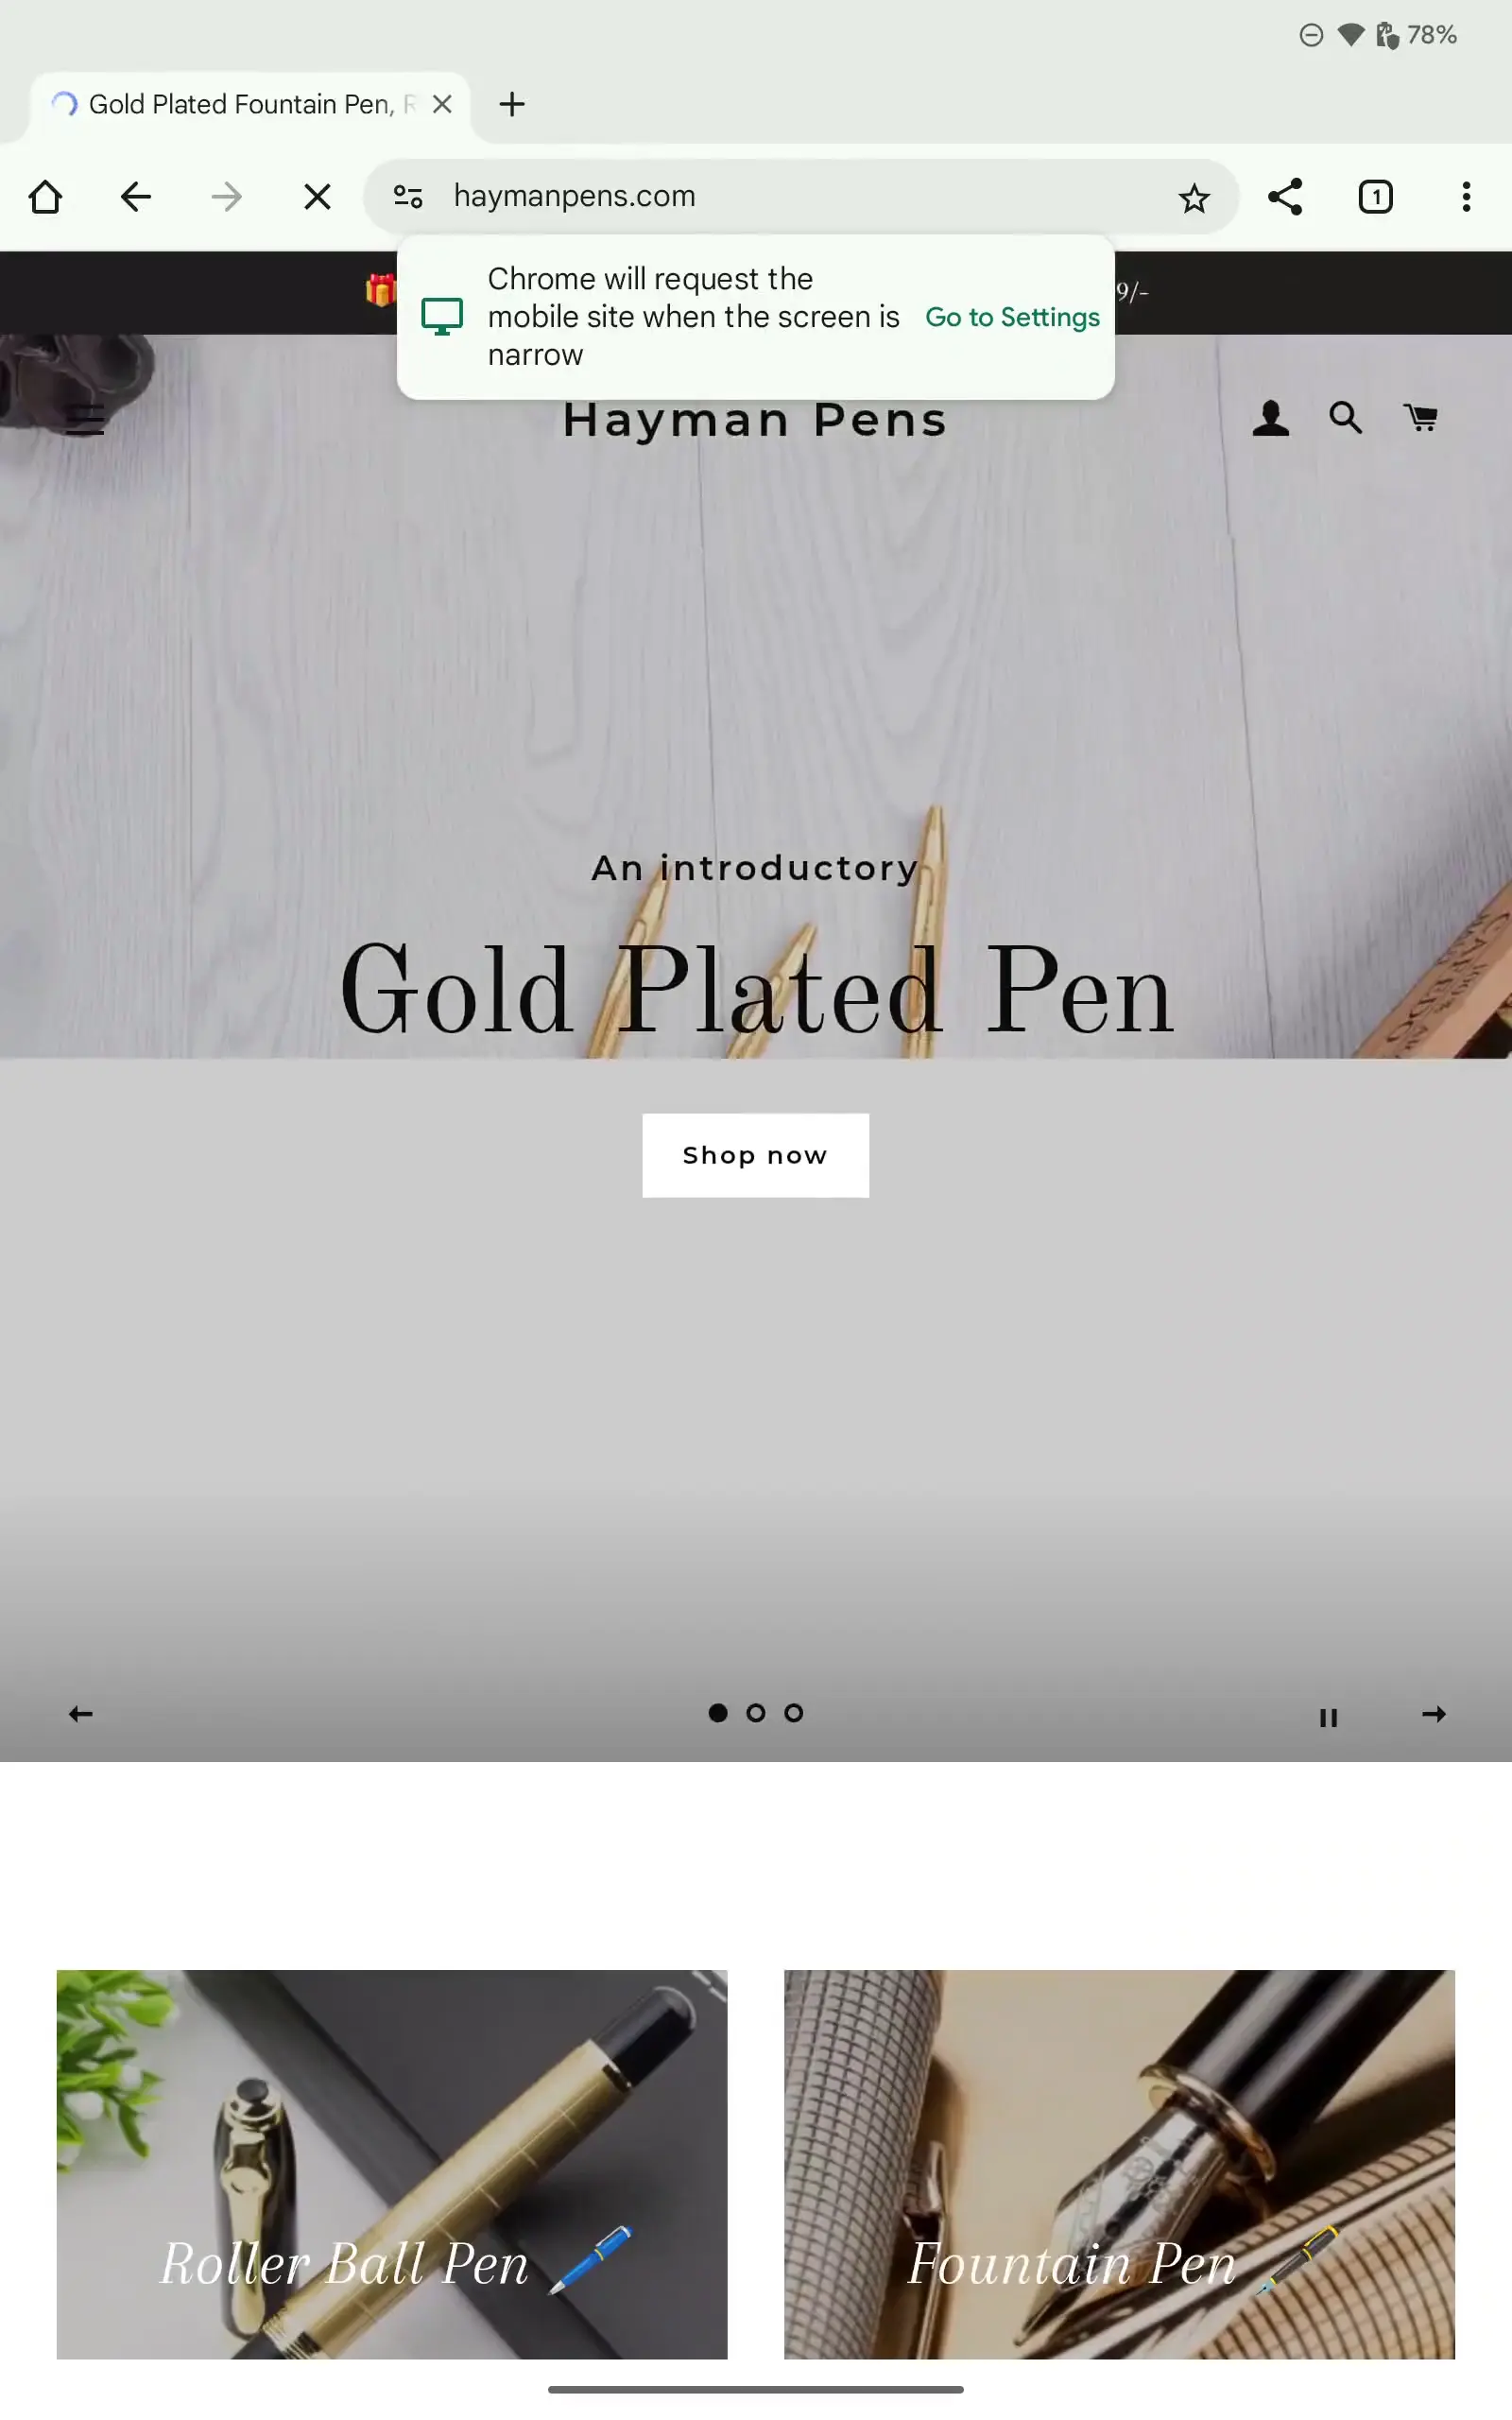 78%
Gold Plated Fountain Pen,
haymanpens.com
1
Chrome will request the
mobile site when the screen is
narrow
Go to Settings
9/-
Hayman Pens
An introductory
Gold Plated Pen
Shop now
Roller Ball Pen
Fountain Pen